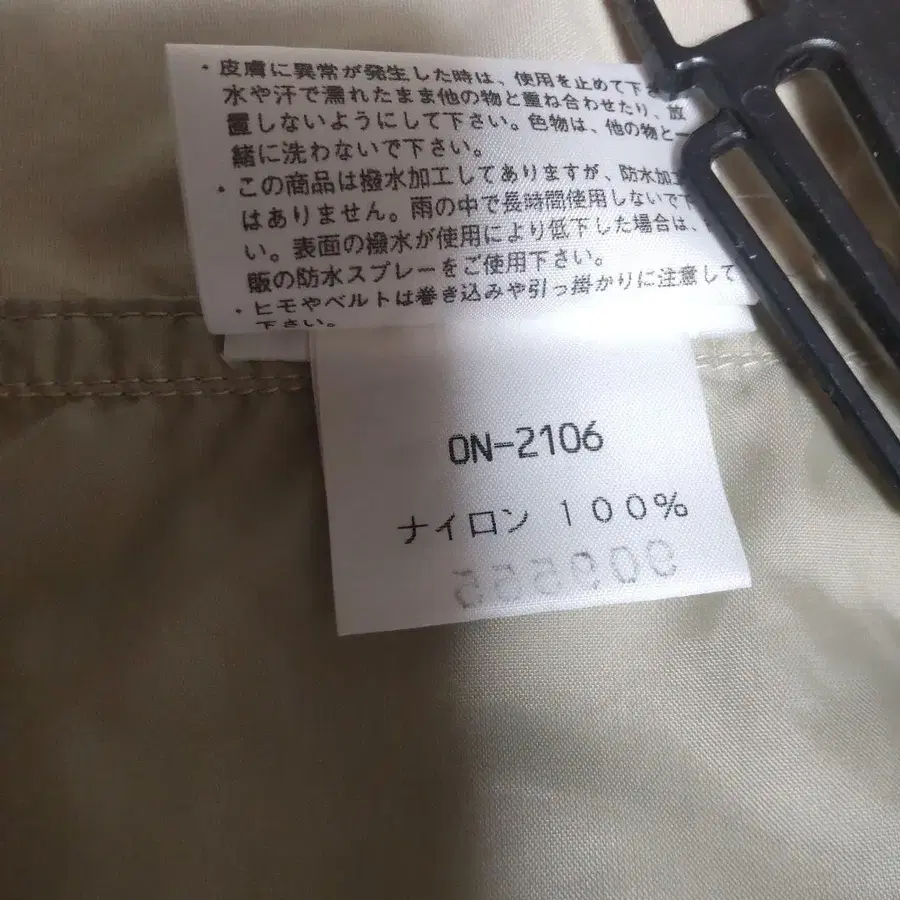 ・皮膚に異常が発生した時は、使用を止めて下さ
水や汗で濡れたまま他の物と重ね合わせたり、放
置しないようにして下さい。色物は、他の物と一
緒に洗わないで下さい。
・この商品は撥水加工してありますが、防水加工
はありません。雨の中で長時間使用しないで下
い。表面の撥水が使用により低下した場合は、
販の防水スプレーをご使用下さい。
・ヒモやベルトは巻き込みや引っ掛かりに注意して
下さい。
ON-2106
ナイロン 100%